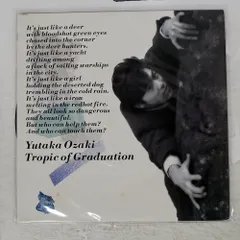 It's just like a deer
with bloodshot green eyes
chased into the corner
by the deer hunters.
It's just like a yacht
drifting among
a flock of sailing warships
in the city.
It's just like a girl
holding the deserted dog
trembling in the cold rain.
It's just like an iron
melting in the redhot fire.
They all look so dangerous
and beautiful.
But who can help them?
And who can touch them?
Yutaka Ozaki
Tropic of Graduation